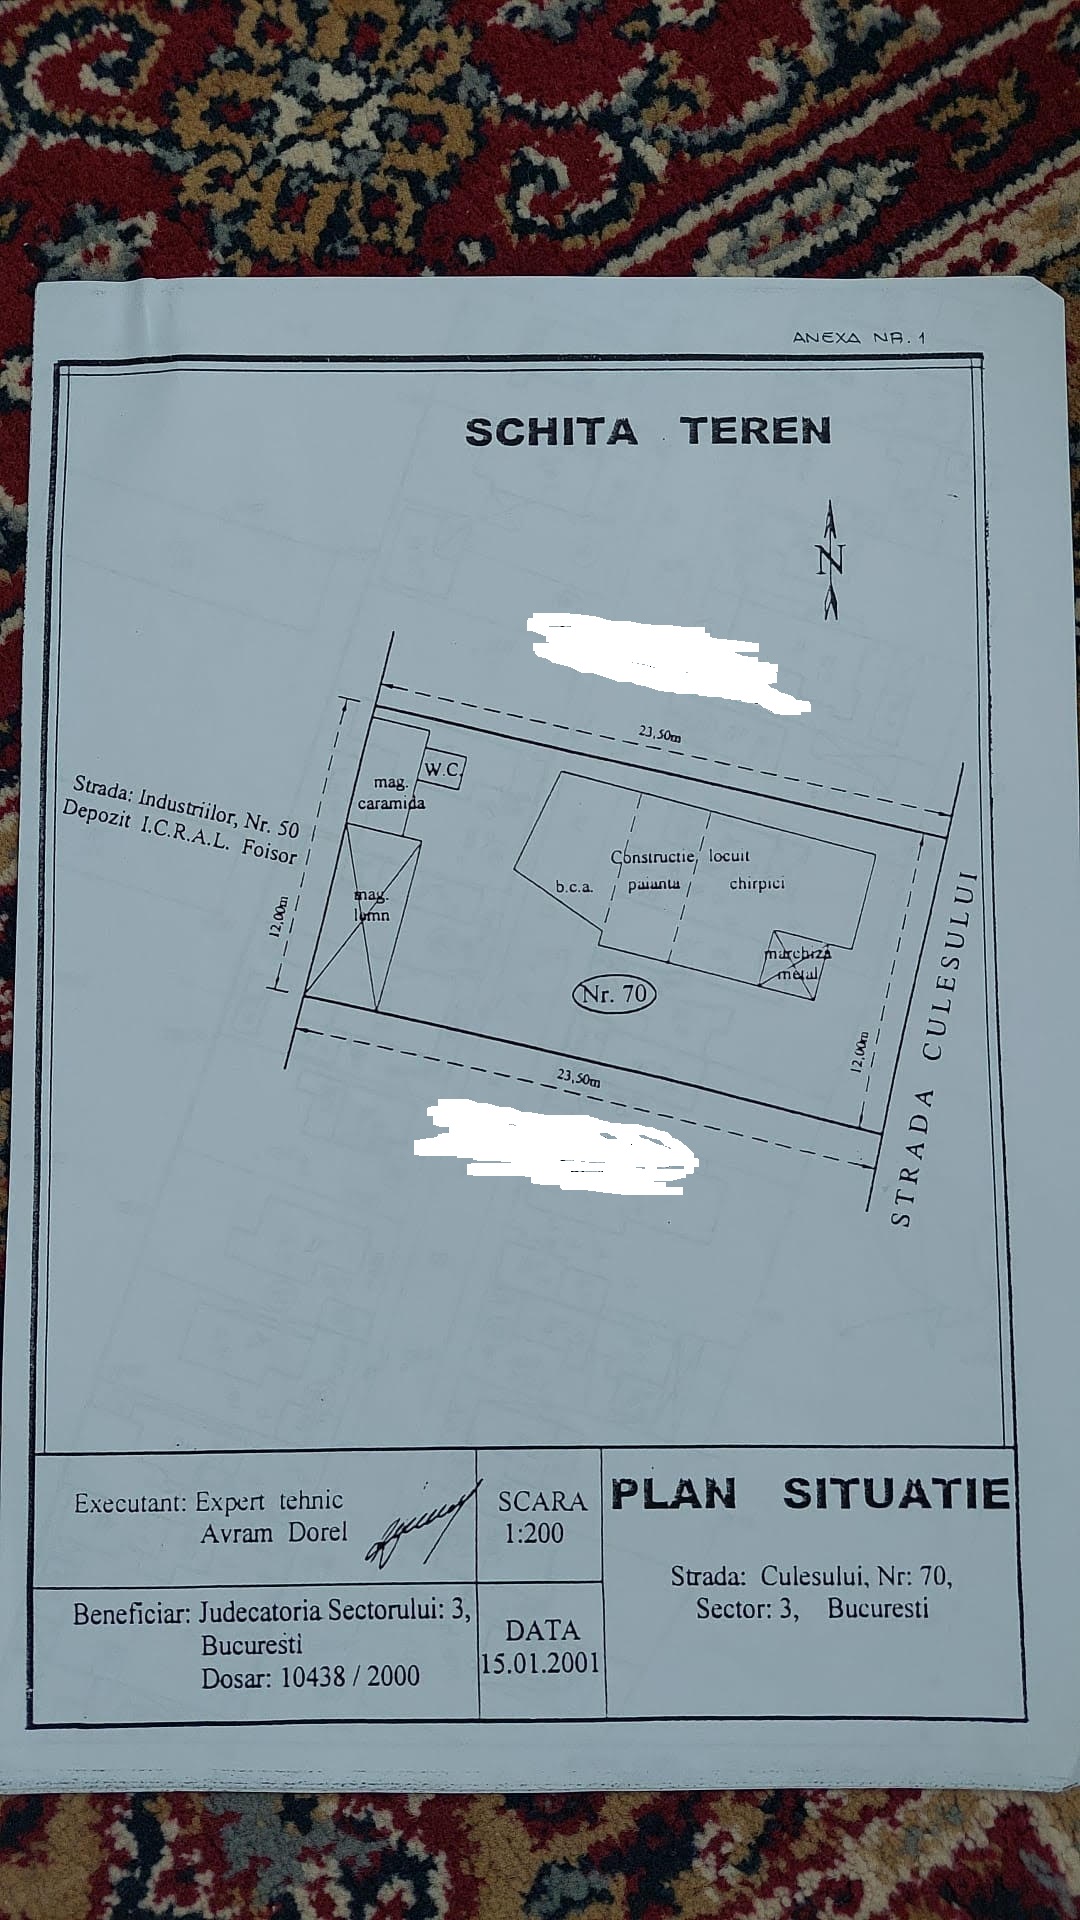 ANEXA NR. 1
SCHITA TEREN
N
23,50m
W.C.
mag.
caramida
Strada: Industriilor, Nr. 50
Depozit I.C.R.A.L. Foisor
12,00m
mag.
lemn
Constructie locuit
b.c.a. paianta chirpici
marchiza
metal
Nr. 70
12,00m
23,50m
STRADA CULESULUI
Executant: Expert tehnic
Avram Dorel
SCARA
1:200
PLAN SITUATIE
Strada: Culesului, Nr: 70,
Sector: 3, Bucuresti
Beneficiar: Judecatoria Sectorului: 3,
Bucuresti
Dosar: 10438 / 2000
DATA
15.01.2001